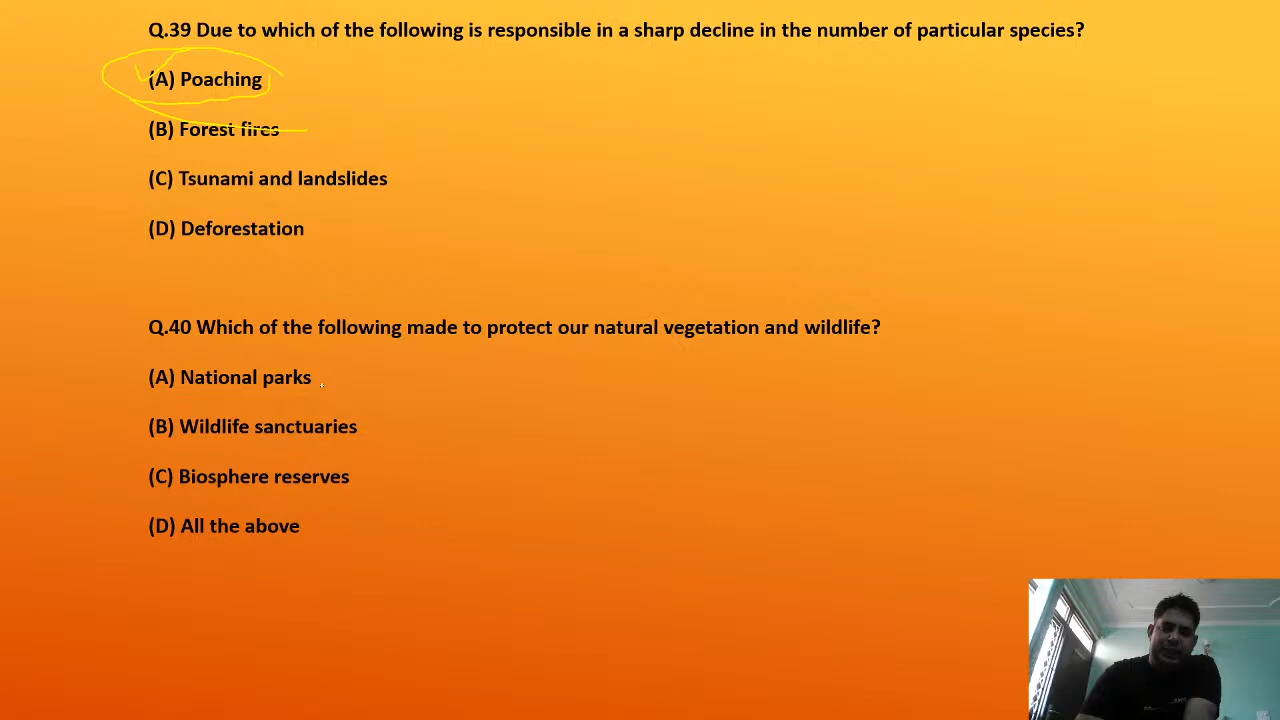 Q.39 Due to which of the following is responsible in a sharp decline in the number of particular species?
(A) Poaching
(B) Forest fires
(C) Tsunami and landslides
(D) Deforestation
Q.40 Which of the following made to protect our natural vegetation and wildlife?
(A) National parks
(B) Wildlife sanctuaries
(C) Biosphere reserves
(D) All the above